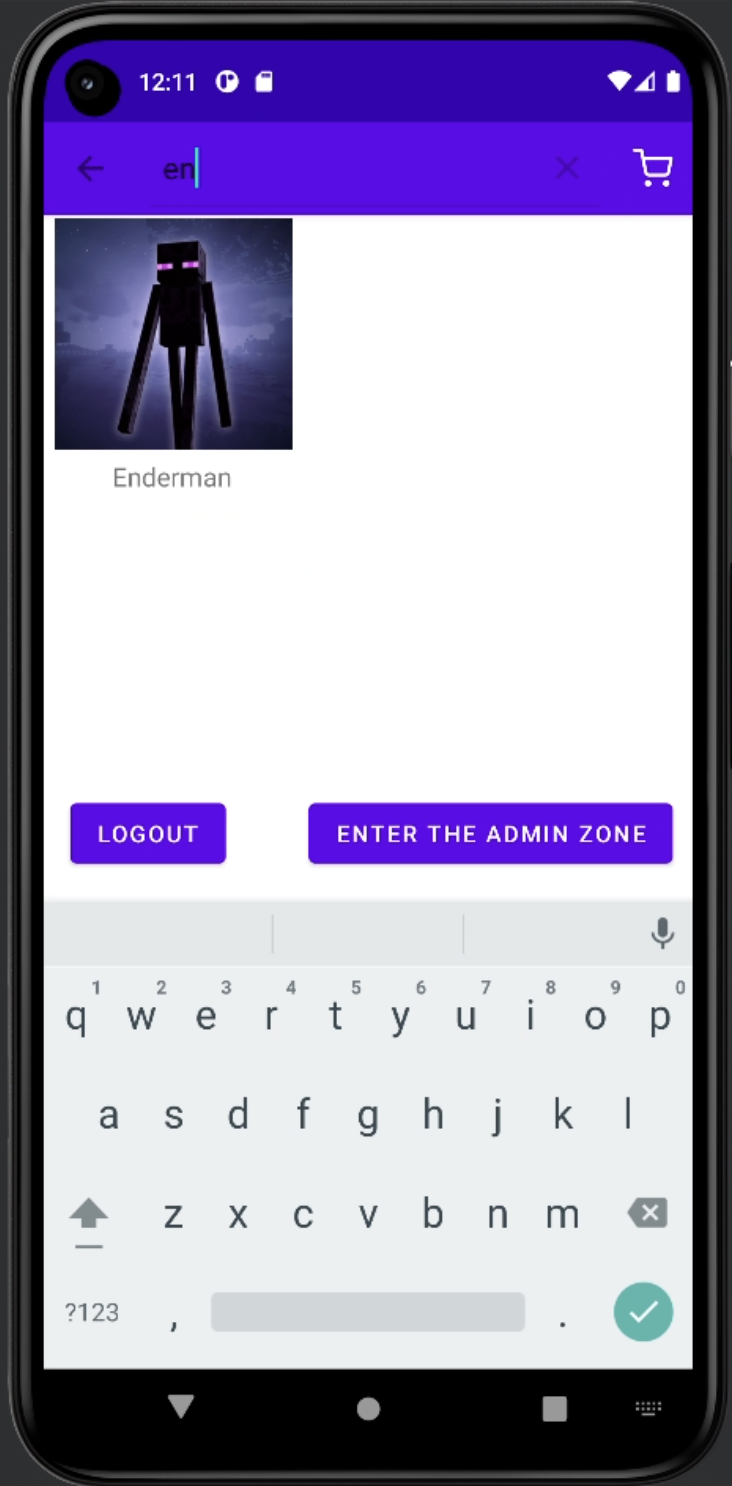 12:11
en
Enderman
LOGOUT ENTER THE ADMIN ZONE
1 2 3 4 5 6 7 8 9 0
q w e r t y u i o p
a s d f g h j k l
z x c v b n m
?123 , .